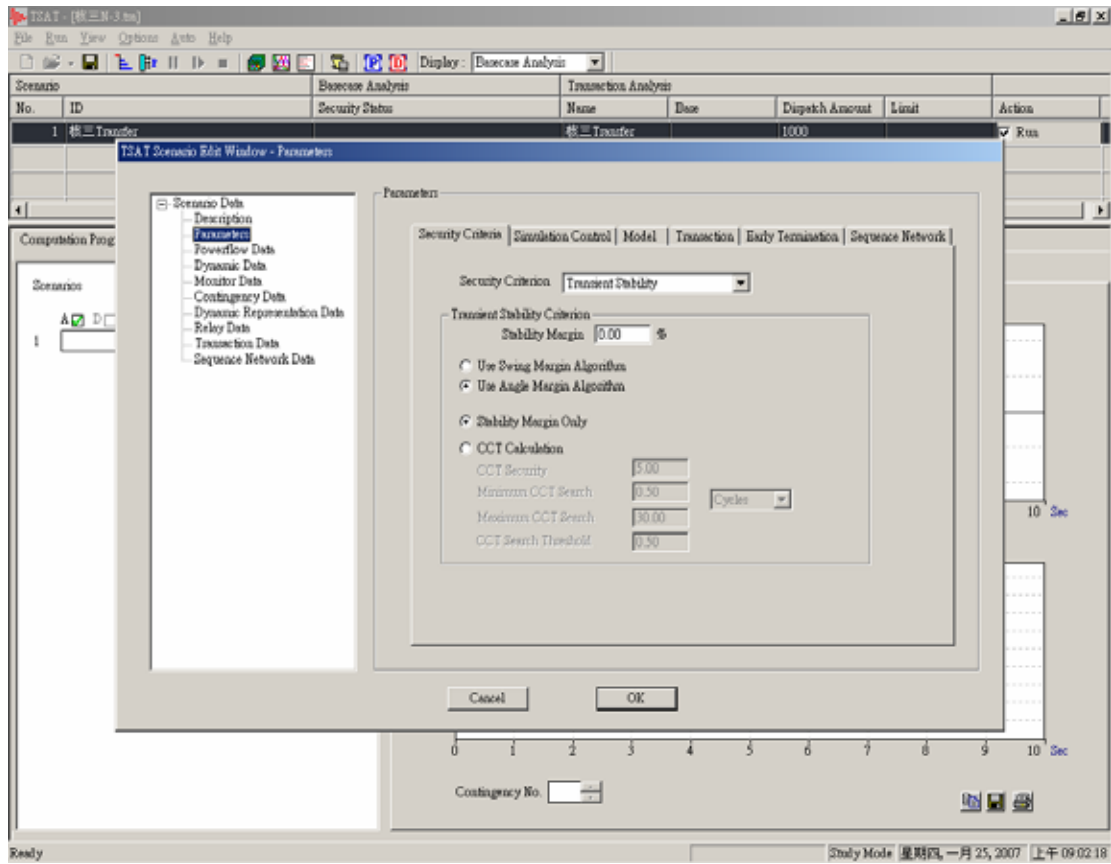 TSAT - [核三N-3.tsa]
File Run View Options Auto Help
Display : Basecase Analysis
Scenario Basecase Analysis Transaction Analysis
No. ID Security Status Name Base Dispatch Amount Limit Action
1 核三Transfer 核三Transfer 1000 Run
TSAT Scenario Edit Window - Parameters
Scenario Data
Description
Parameters
Powerflow Data
Dynamic Data
Monitor Data
Contingency Data
Dynamic Representation Data
Relay Data
Transaction Data
Sequence Network Data
Parameters
Security Criteria Simulation Control Model Transaction Early Termination Sequence Network
Security Criterion Transient Stability
Transient Stability Criterion
Stability Margin 0.00 %
Use Swing Margin Algorithm
Use Angle Margin Algorithm
Stability Margin Only
CCT Calculation
CCT Security 5.00
Minimum CCT Search 0.50 Cycles
Maximum CCT Search 30.00
CCT Search Threshold 0.50
Cancel OK
Computation Prog
Scenarios
A D
1
10 Sec
0 1 2 3 4 5 6 7 8 9 10 Sec
Contingency No.
Ready Study Mode 星期四, 一月 25, 2007 上午 09:02:18